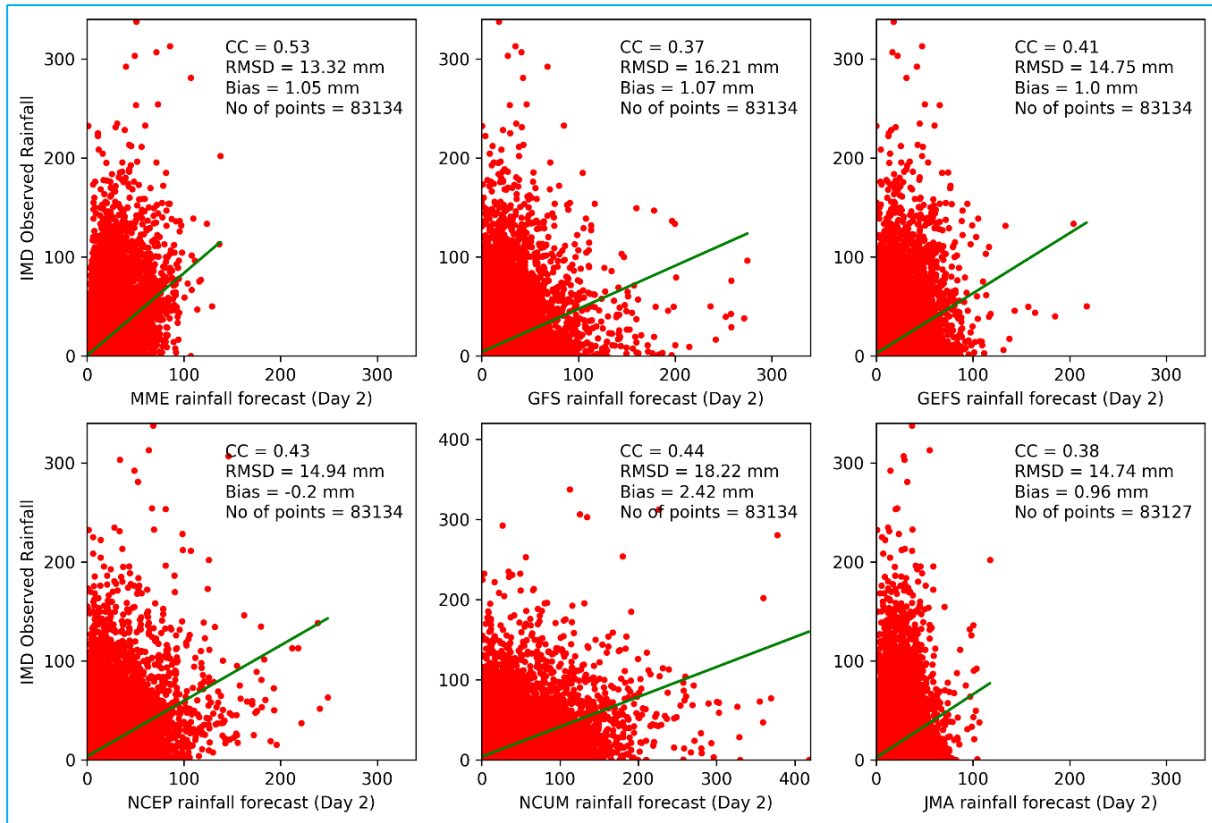 IMD Observed Rainfall
300
200
100
0
0
100
200
300
MME rainfall forecast (Day 2)
CC = 0.53
RMSD = 13.32 mm
Bias = 1.05 mm
No of points = 83134
300
200
100
0
0
100
200
300
GFS rainfall forecast (Day 2)
CC = 0.37
RMSD = 16.21 mm
Bias = 1.07 mm
No of points = 83134
300
200
100
0
0
100
200
300
GEFS rainfall forecast (Day 2)
CC = 0.41
RMSD = 14.75 mm
Bias = 1.0 mm
No of points = 83134
IMD Observed Rainfall
300
200
100
0
0
100
200
300
NCEP rainfall forecast (Day 2)
CC = 0.43
RMSD = 14.94 mm
Bias = -0.2 mm
No of points = 83134
400
300
200
100
0
0
100
200
300
400
NCUM rainfall forecast (Day 2)
CC = 0.44
RMSD = 18.22 mm
Bias = 2.42 mm
No of points = 83134
300
200
100
0
0
100
200
300
JMA rainfall forecast (Day 2)
CC = 0.38
RMSD = 14.74 mm
Bias = 0.96 mm
No of points = 83127